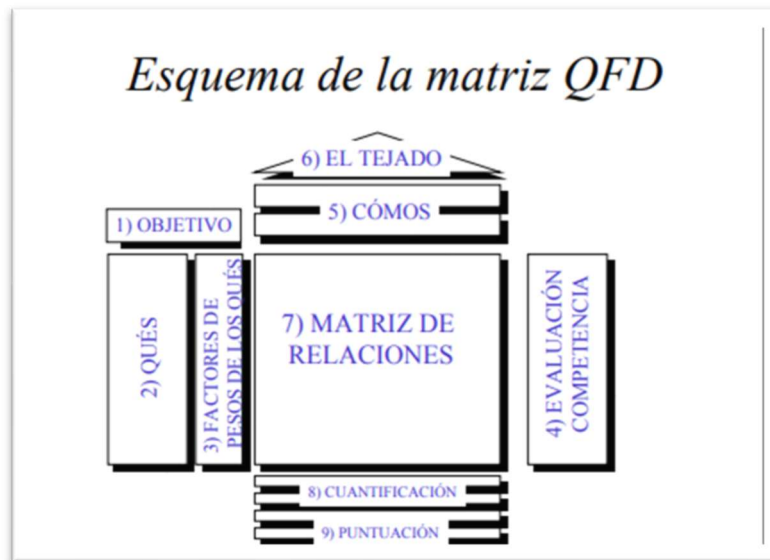 Esquema de la matriz QFD
6) EL TEJADO
5) CÓMOS
1) OBJETIVO
2) QUÉS
3) FACTORES DE
PESOS DE LOS QUÉS
7) MATRIZ DE
RELACIONES
4) EVALUACIÓN
COMPETENCIA
8) CUANTIFICACIÓN
9) PUNTUACIÓN